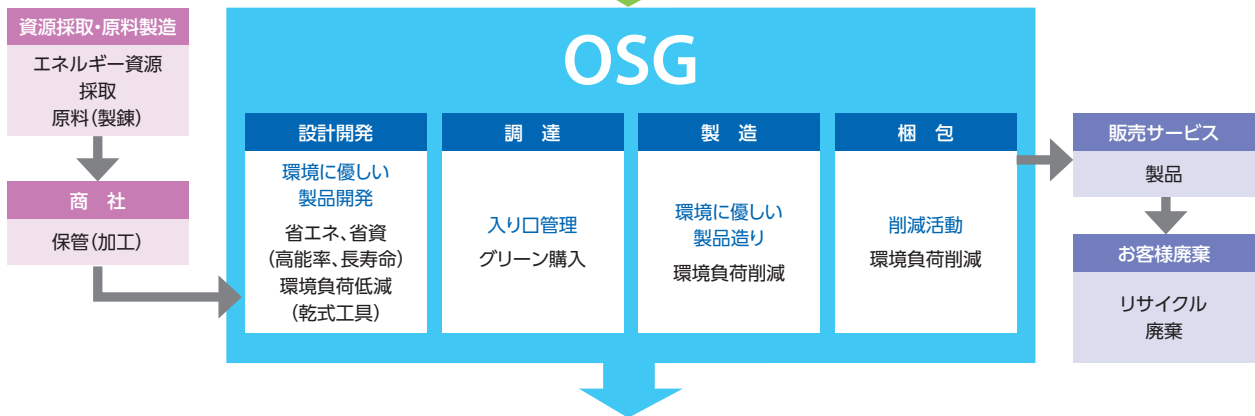 資源採取・原料製造
エネルギー資源
採取
原料(製錬)
商 社
保管(加工)
OSG
設計開発
環境に優しい
製品開発
省エネ、省資
(高能率、長寿命)
環境負荷低減
(乾式工具)
調 達
入り口管理
グリーン購入
製 造
環境に優しい
製品造り
環境負荷削減
梱 包
削減活動
環境負荷削減
販売サービス
製品
お客様廃棄
リサイクル
廃棄